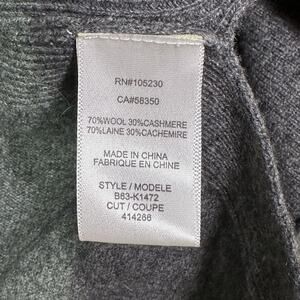 RN#105230
CA#58350
70%WOOL 30%CASHMERE
70%LAINE 30%CACHEMIRE
MADE IN CHINA
FABRIQUE EN CHINE
STYLE / MODELE
B63-K1472
CUT / COUPE
414266